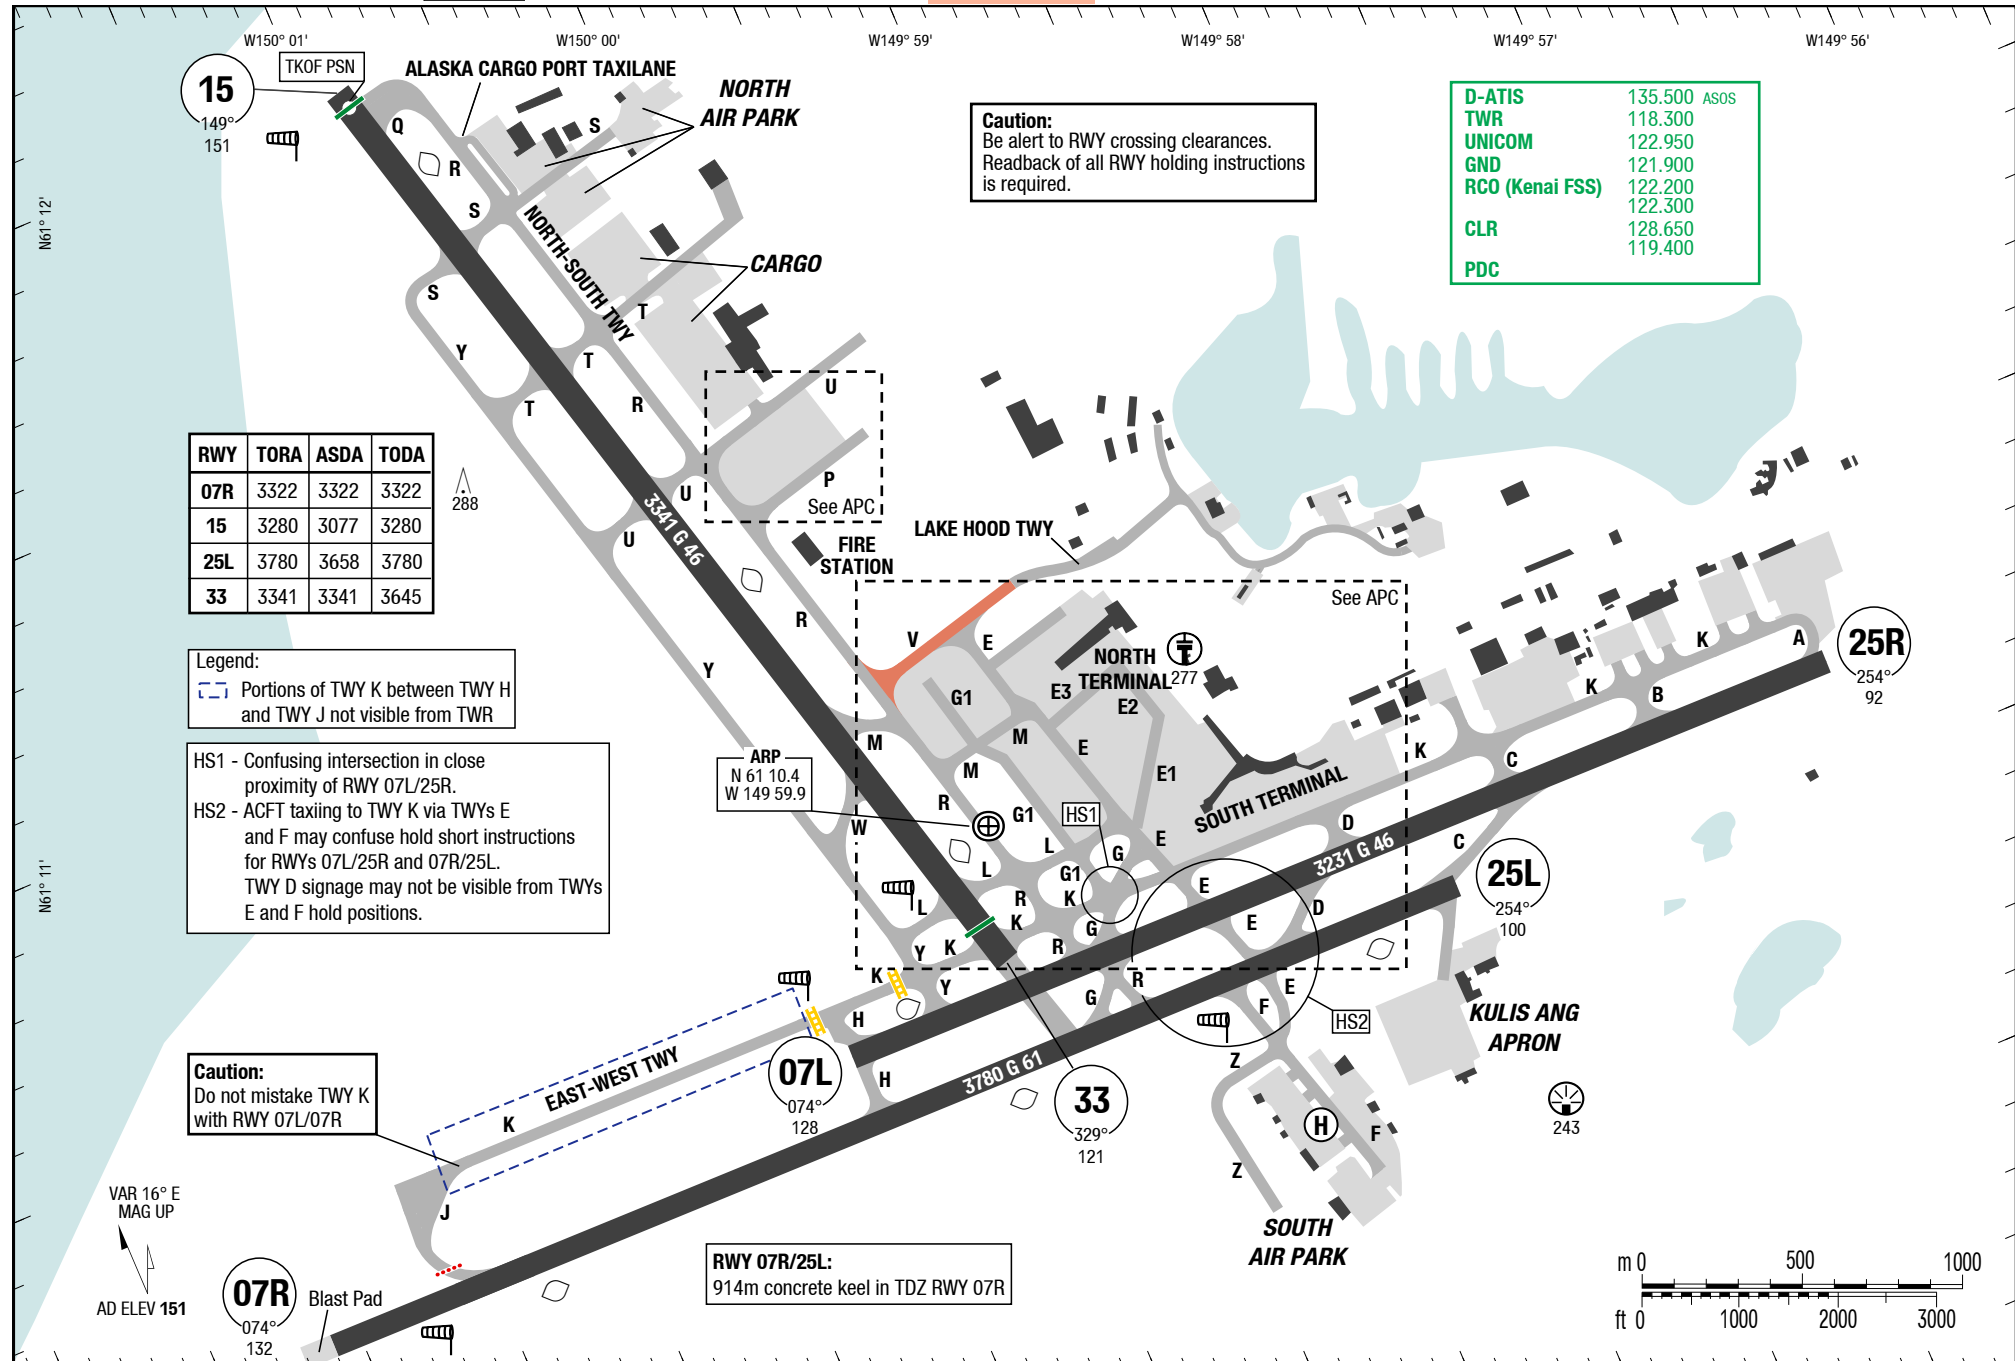 W150° 01'
W150° 00'
W149° 59'
W149° 58'
W149° 57'
W149° 56'
N61° 12'
N61° 11'
15
149°
151
TKOF PSN
ALASKA CARGO PORT TAXILANE
NORTH
AIR PARK
Q
R
S
S
S
Y
T
T
T
R
U
U
U
P
NORTH-SOUTH TWY
CARGO
See APC
3341 G 46
Caution:
Be alert to RWY crossing clearances.
Readback of all RWY holding instructions
is required.
D-ATIS 135.500 ASOS
TWR 118.300
UNICOM 122.950
GND 121.900
RCO (Kenai FSS) 122.200
122.300
CLR 128.650
119.400
PDC
RWY TORA ASDA TODA
07R 3322 3322 3322
15 3280 3077 3280
25L 3780 3658 3780
33 3341 3341 3645
288
Legend:
Portions of TWY K between TWY H
and TWY J not visible from TWR
HS1 - Confusing intersection in close
proximity of RWY 07L/25R.
HS2 - ACFT taxiing to TWY K via TWYs E
and F may confuse hold short instructions
for RWYs 07L/25R and 07R/25L.
TWY D signage may not be visible from TWYs
E and F hold positions.
FIRE
STATION
LAKE HOOD TWY
See APC
R
Y
V
E
G1
E3
NORTH
TERMINAL
277
E2
M
M
M
E
E1
ARP
N 61 10.4
W 149 59.9
W
R
G1
HS1
L
L
L
G
E
G1
R
K
K
G
R
SOUTH TERMINAL
K
K
K
A
B
C
C
D
D
E
E
3231 G 46
25R
254°
92
25L
254°
100
Y
K
K
Y
H
H
G
R
E
F
HS2
KULIS ANG
APRON
243
Z
Z
H
F
SOUTH
AIR PARK
07L
074°
128
33
329°
121
3780 G 61
EAST-WEST TWY
K
J
Caution:
Do not mistake TWY K
with RWY 07L/07R
VAR 16° E
MAG UP
AD ELEV 151
07R
074°
132
Blast Pad
RWY 07R/25L:
914m concrete keel in TDZ RWY 07R
m 0 500 1000
ft 0 1000 2000 3000